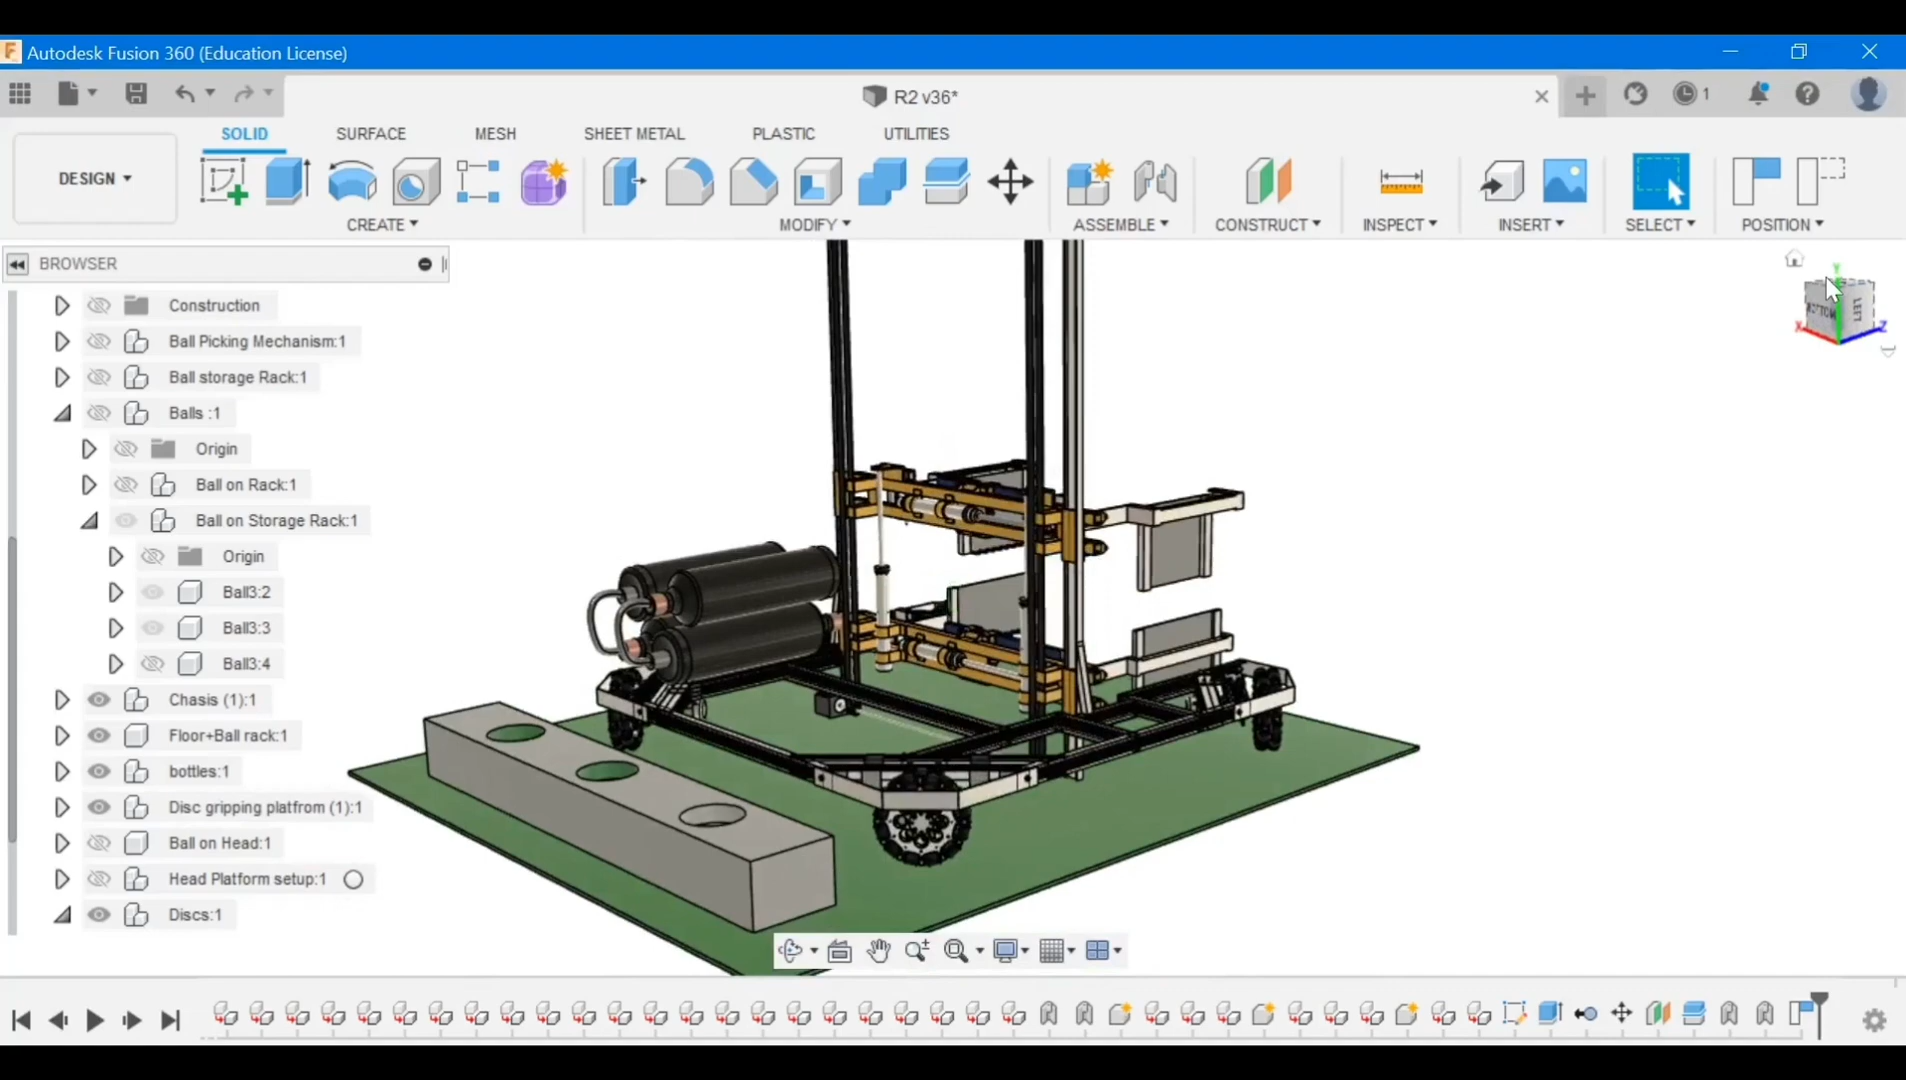 Autodesk Fusion 360 (Education License)
R2 v36*
1
SOLID SURFACE MESH SHEET METAL PLASTIC UTILITIES
DESIGN
CREATE MODIFY ASSEMBLE CONSTRUCT INSPECT INSERT SELECT POSITION
BROWSER
Construction
Ball Picking Mechanism:1
Ball storage Rack:1
Balls :1
Origin
Ball on Rack:1
Ball on Storage Rack:1
Origin
Ball3:2
Ball3:3
Ball3:4
Chasis (1):1
Floor+Ball rack:1
bottles:1
Disc gripping platfrom (1):1
Ball on Head:1
Head Platform setup:1
Discs:1
Y
BOTTOM LEFT
X Z